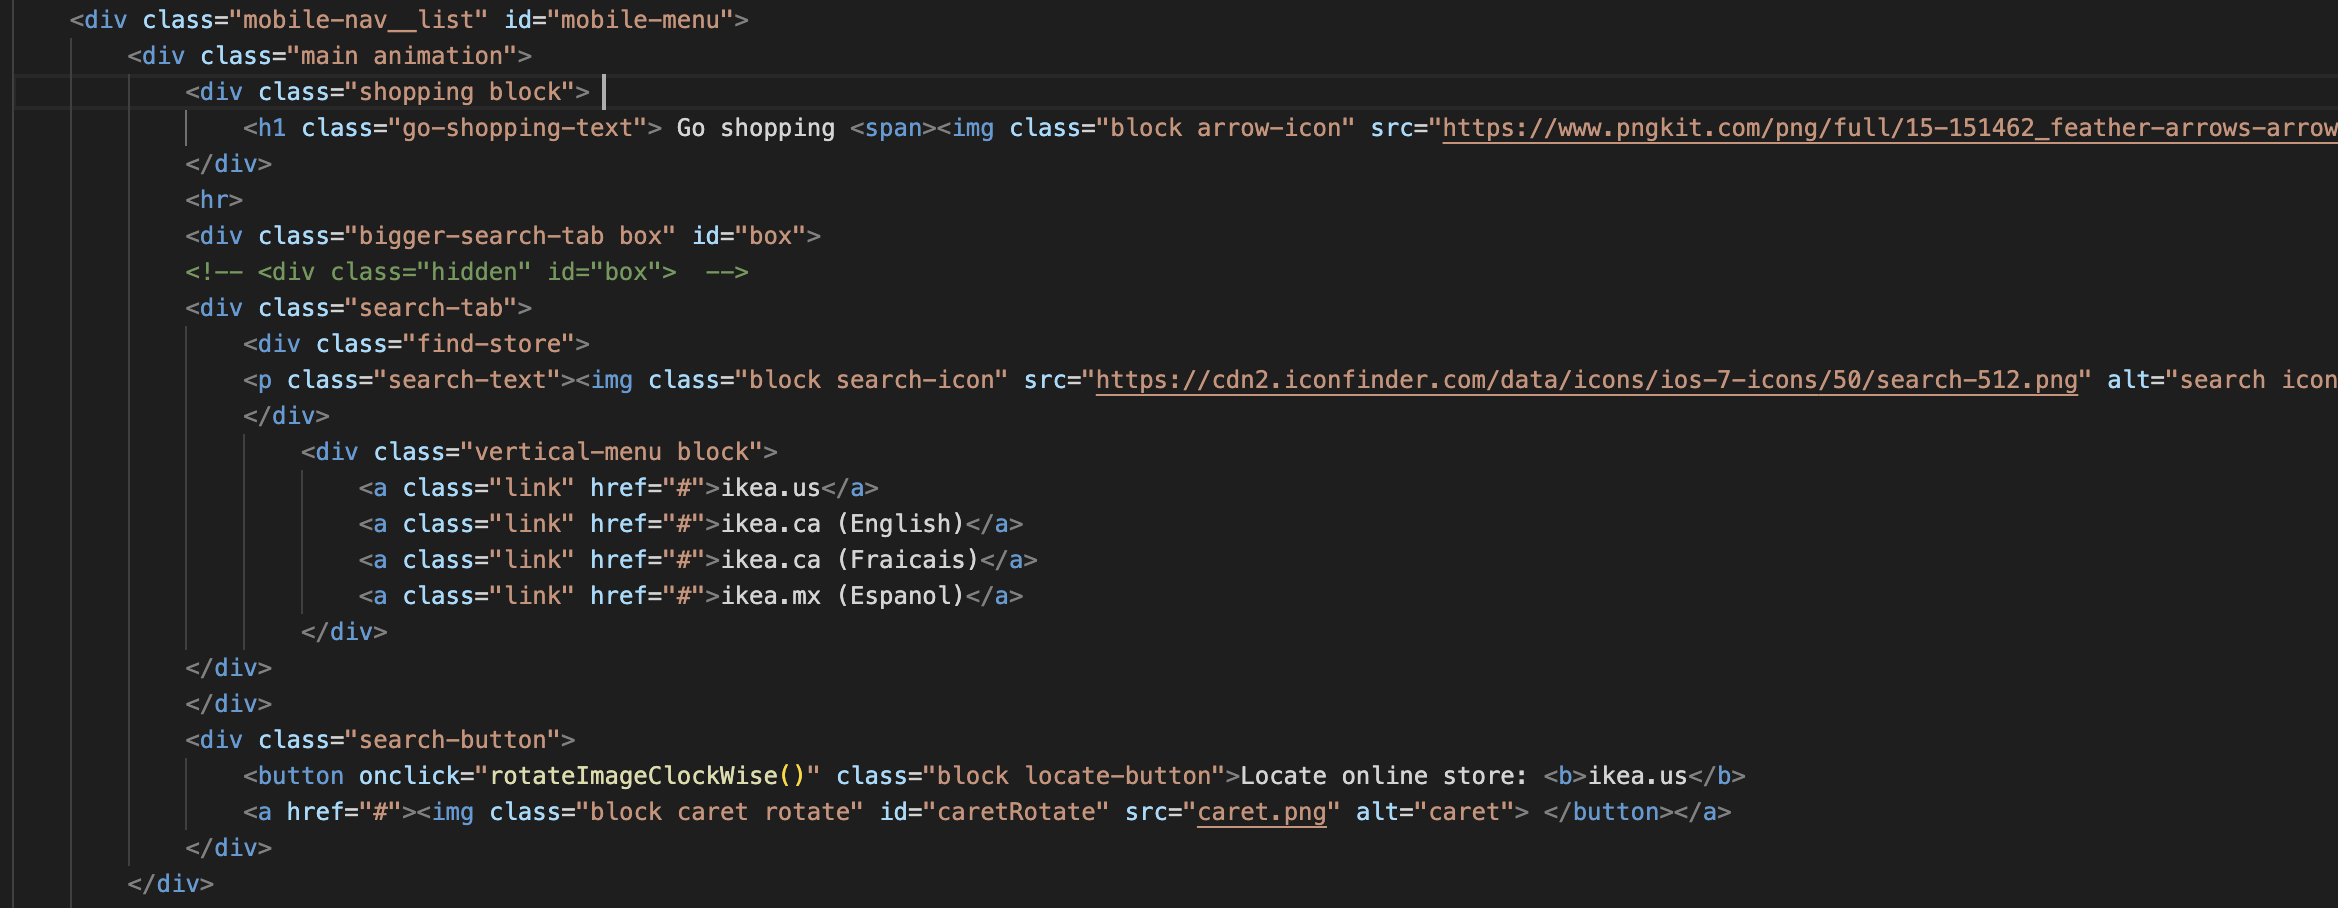 <div class="mobile-nav__list" id="mobile-menu">
<div class="main animation">
<div class="shopping block">
<h1 class="go-shopping-text"> Go shopping <span><img class="block arrow-icon" src="https://www.pngkit.com/png/full/15-151462_feather-arrows-arrow
</div>
<hr>
<div class="bigger-search-tab box" id="box">
<!-- <div class="hidden" id="box">  -->
<div class="search-tab">
<div class="find-store">
<p class="search-text"><img class="block search-icon" src="https://cdn2.iconfinder.com/data/icons/ios-7-icons/50/search-512.png" alt="search icon
</div>
<div class="vertical-menu block">
<a class="link" href="#">ikea.us</a>
<a class="link" href="#">ikea.ca (English)</a>
<a class="link" href="#">ikea.ca (Fraicais)</a>
<a class="link" href="#">ikea.mx (Espanol)</a>
</div>
</div>
</div>
<div class="search-button">
<button onclick="rotateImageClockWise()" class="block locate-button">Locate online store: <b>ikea.us</b>
<a href="#"><img class="block caret rotate" id="caretRotate" src="caret.png" alt="caret"> </button></a>
</div>
</div>